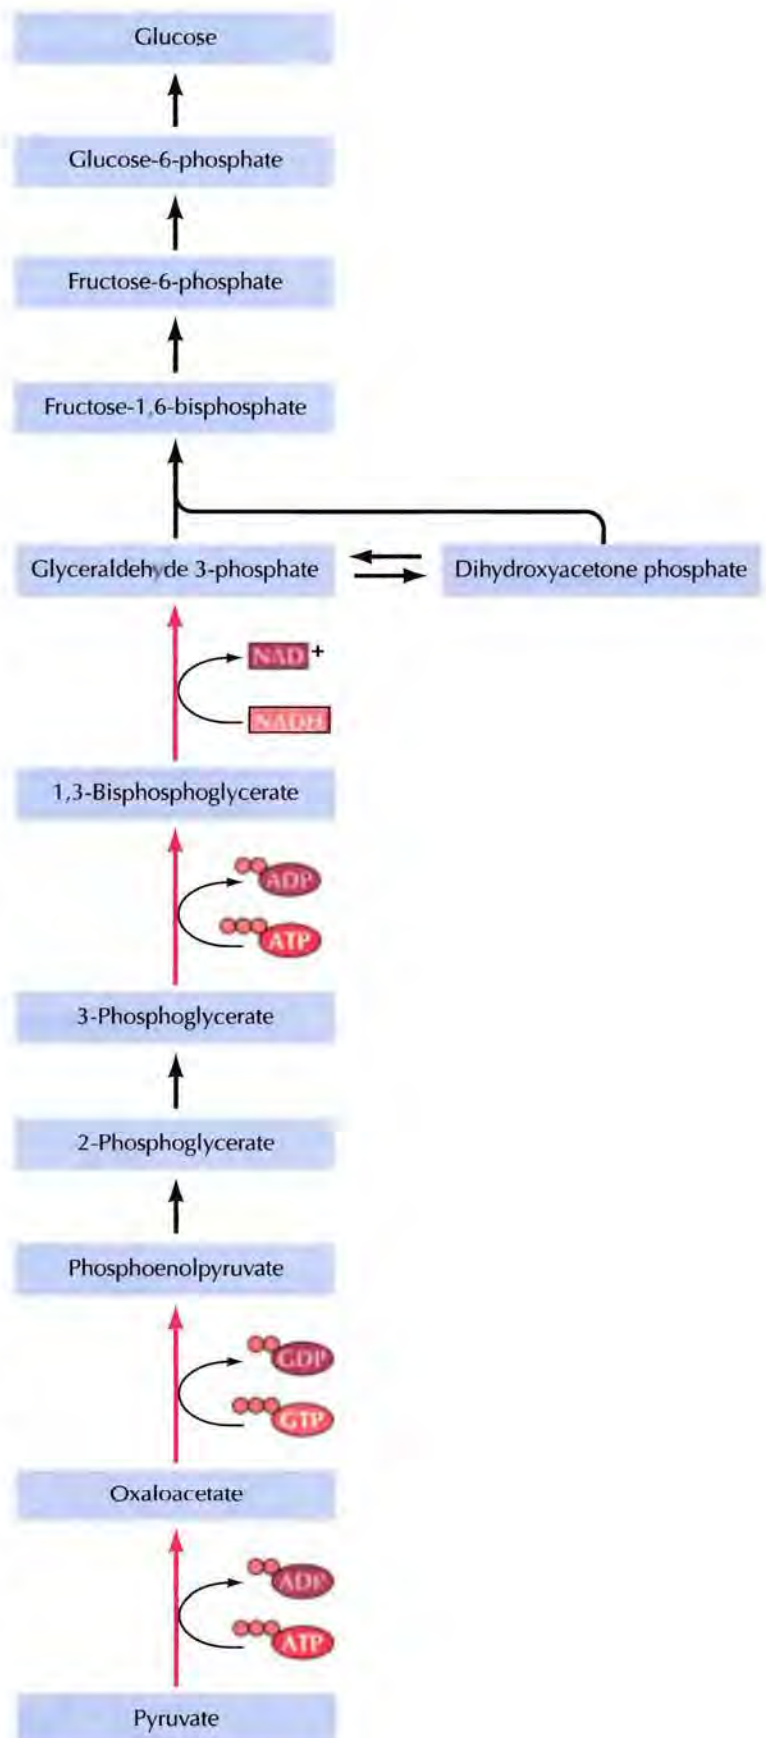 Glucose
Glucose-6-phosphate
Fructose-6-phosphate
Fructose-1,6-bisphosphate
Glyceraldehyde 3-phosphate
Dihydroxyacetone phosphate
NAD+
NADH
1,3-Bisphosphoglycerate
ADP
ATP
3-Phosphoglycerate
2-Phosphoglycerate
Phosphoenolpyruvate
GDP
GTP
Oxaloacetate
ADP
ATP
Pyruvate